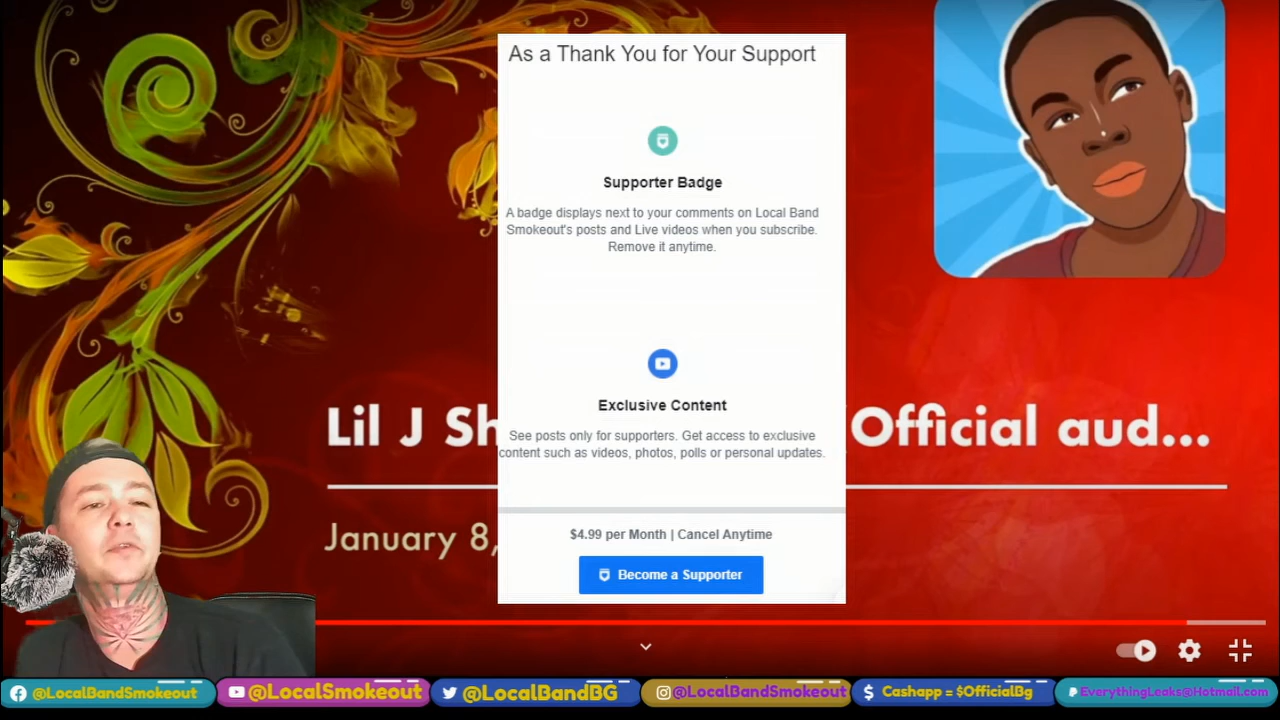 As a Thank You for Your Support
Supporter Badge
A badge displays next to your comments on Local Band
Smokeout's posts and Live videos when you subscribe.
Remove it anytime.
Exclusive Content
Lil J Sh
Official aud...
See posts only for supporters. Get access to exclusive
content such as videos, photos, polls or personal updates.
January 8,
$4.99 per Month | Cancel Anytime
Become a Supporter
@LocalBandSmokeout
@LocalSmokeout
@LocalBandBG
@LocalBandSmokeout
$ Cashapp = $OfficialBg
EverythingLeaks@Hotmail.com